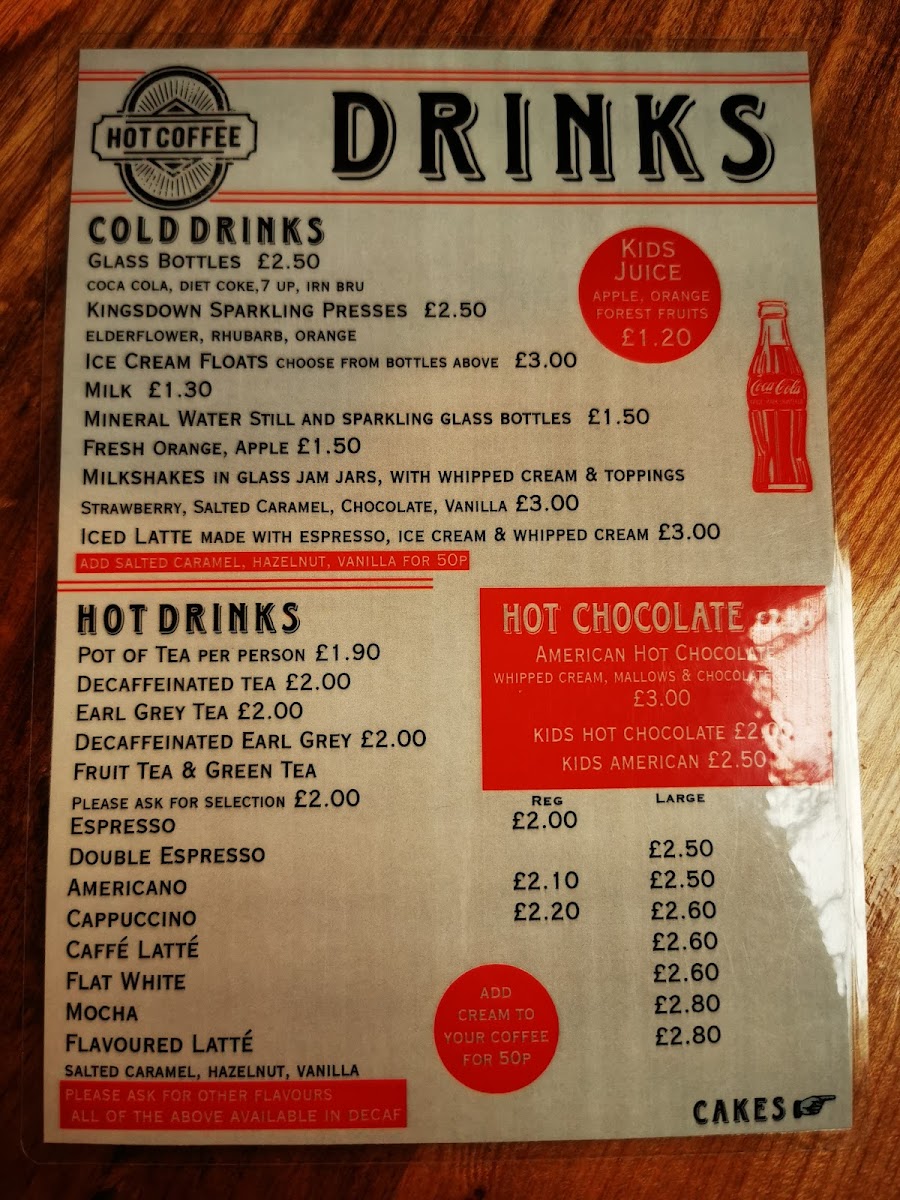 HOT COFFEE
DRINKS
COLD DRINKS
GLASS BOTTLES £2.50
COCA COLA, DIET COKE,7 UP, IRN BRU
KINGSDOWN SPARKLING PRESSES £2.50
ELDERFLOWER, RHUBARB, ORANGE
ICE CREAM FLOATS CHOOSE FROM BOTTLES ABOVE £3.00
MILK £1.30
MINERAL WATER STILL AND SPARKLING GLASS BOTTLES £1.50
FRESH ORANGE, APPLE £1.50
MILKSHAKES IN GLASS JAM JARS, WITH WHIPPED CREAM & TOPPINGS
STRAWBERRY, SALTED CARAMEL, CHOCOLATE, VANILLA £3.00
ICED LATTE MADE WITH ESPRESSO, ICE CREAM & WHIPPED CREAM £3.00
ADD SALTED CARAMEL, HAZELNUT, VANILLA FOR 50P
KIDS
JUICE
APPLE, ORANGE
FOREST FRUITS
£1.20
Coca-Cola
HOT DRINKS
POT OF TEA PER PERSON £1.90
DECAFFEINATED TEA £2.00
EARL GREY TEA £2.00
DECAFFEINATED EARL GREY £2.00
FRUIT TEA & GREEN TEA
PLEASE ASK FOR SELECTION £2.00
HOT CHOCOLATE
AMERICAN HOT CHOCOLATE
WHIPPED CREAM, MALLOWS & CHOCOLATE
£3.00
KIDS HOT CHOCOLATE
KIDS AMERICAN £2.50
REG LARGE
ESPRESSO £2.00
DOUBLE ESPRESSO £2.50
AMERICANO £2.10 £2.50
CAPPUCCINO £2.20 £2.60
CAFFÉ LATTÉ £2.60
FLAT WHITE £2.60
MOCHA £2.80
FLAVOURED LATTÉ £2.80
SALTED CARAMEL, HAZELNUT, VANILLA
PLEASE ASK FOR OTHER FLAVOURS
ALL OF THE ABOVE AVAILABLE IN DECAF
ADD
CREAM TO
YOUR COFFEE
FOR 50P
CAKES